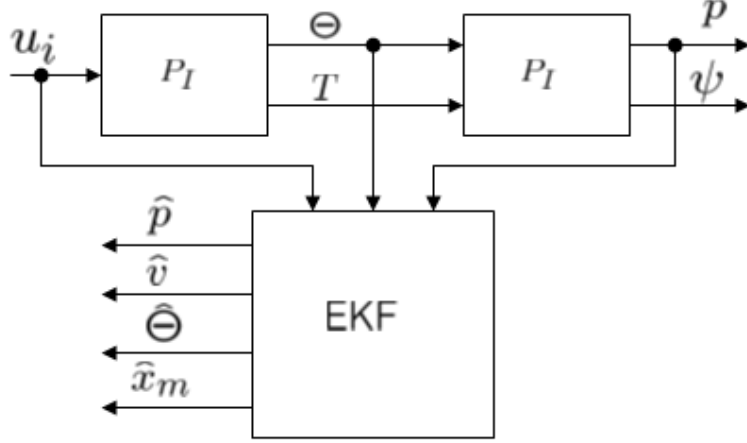 u_i
P_I
Θ
T
P_I
p
ψ
p̂
v̂
Θ̂
x̂_m
EKF